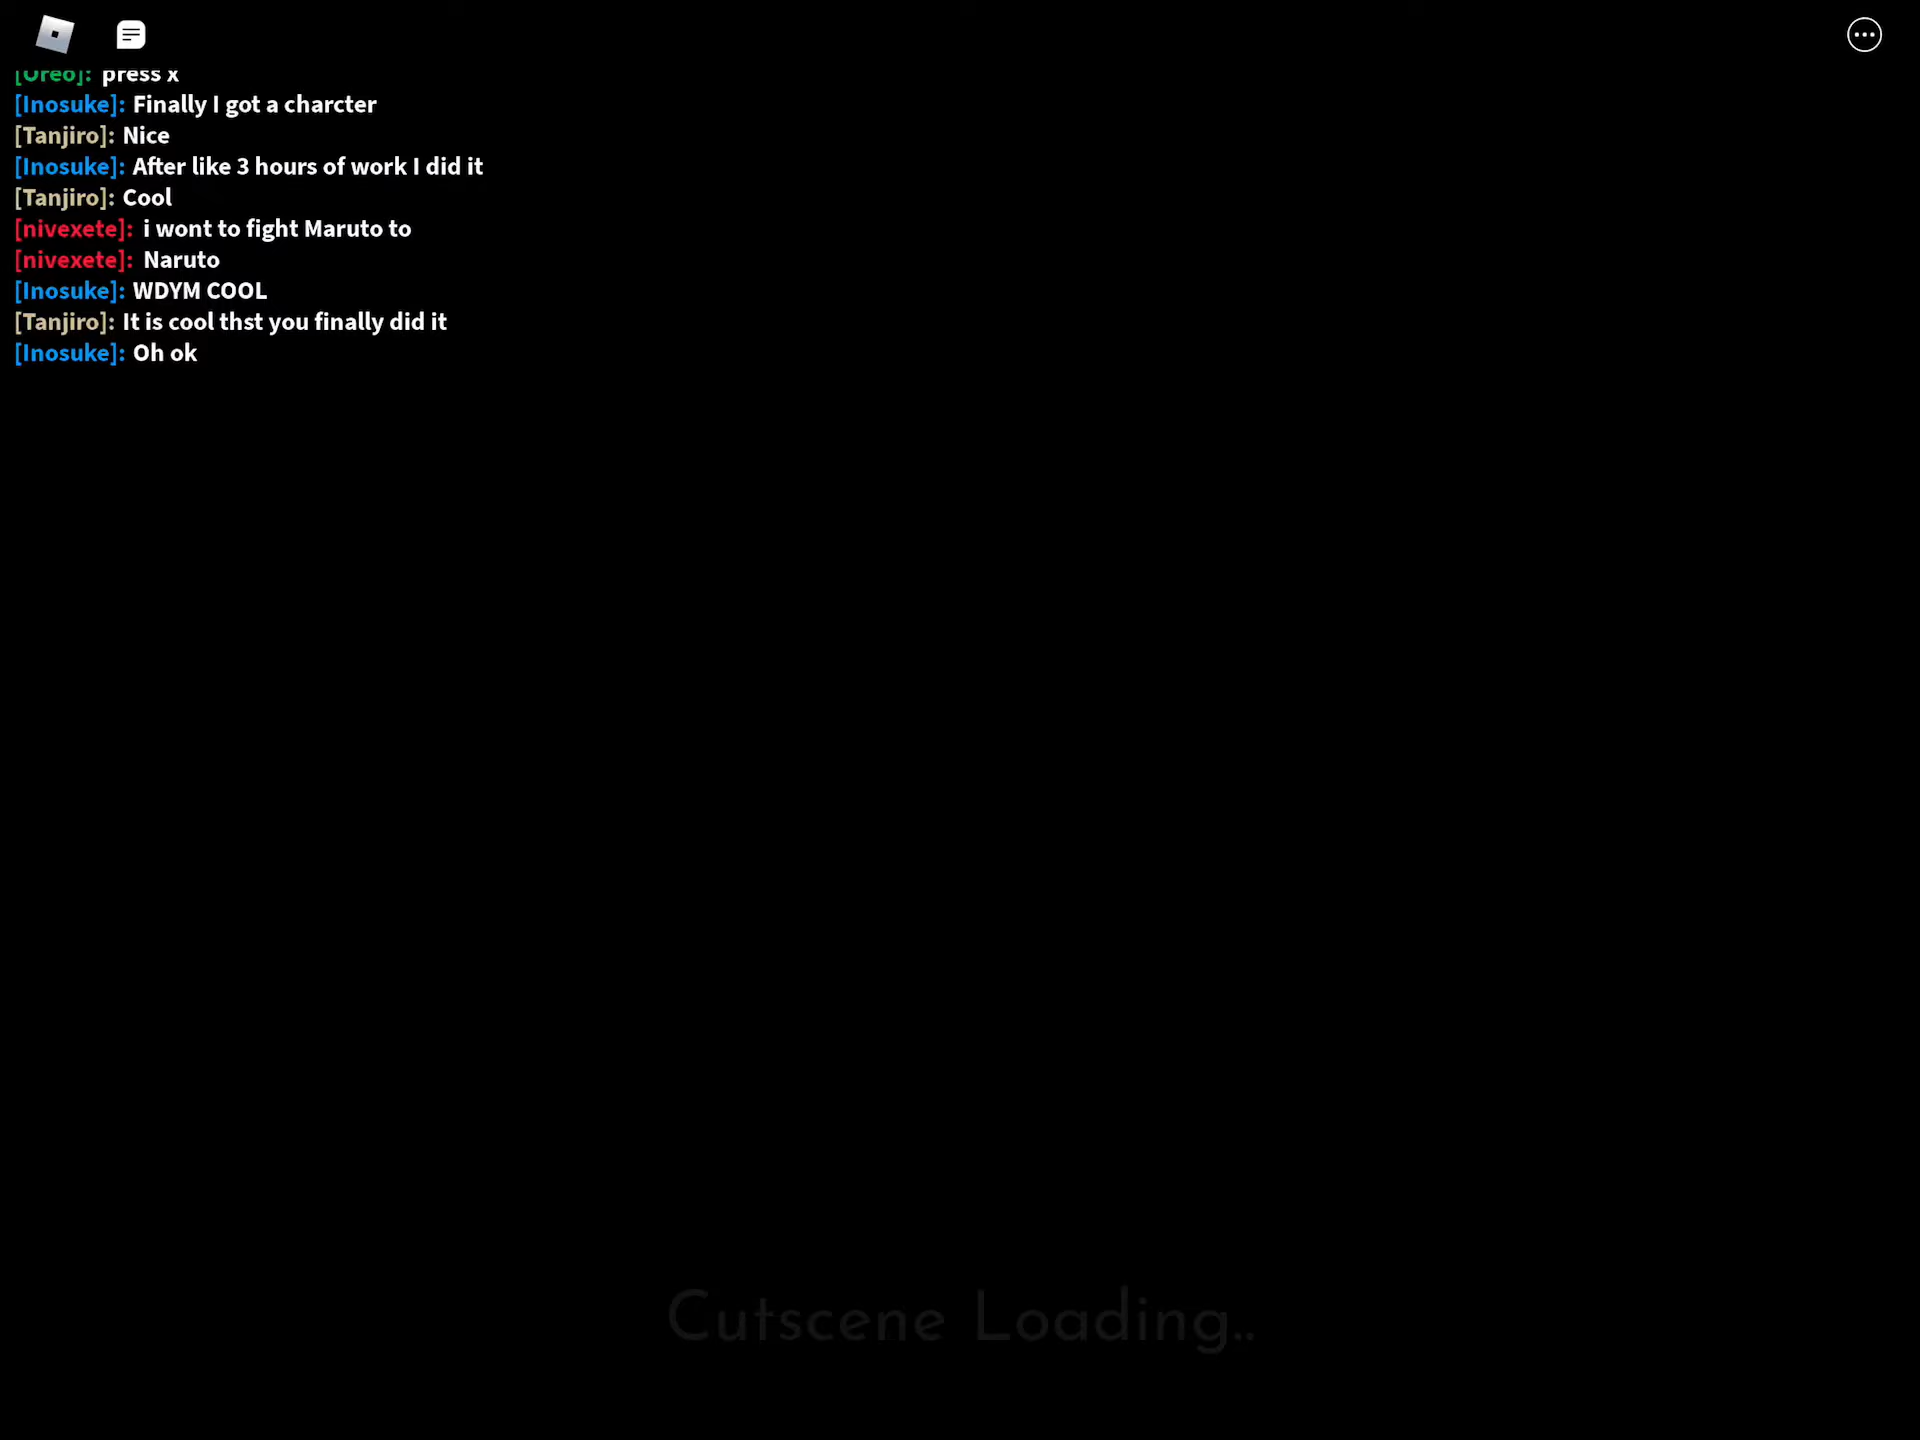 [Oreo]: press x
[Inosuke]: Finally I got a charcter
[Tanjiro]: Nice
[Inosuke]: After like 3 hours of work I did it
[Tanjiro]: Cool
[nivexete]: i wont to fight Maruto to
[nivexete]: Naruto
[Inosuke]: WDYM COOL
[Tanjiro]: It is cool thst you finally did it
[Inosuke]: Oh ok
Cutscene Loading..